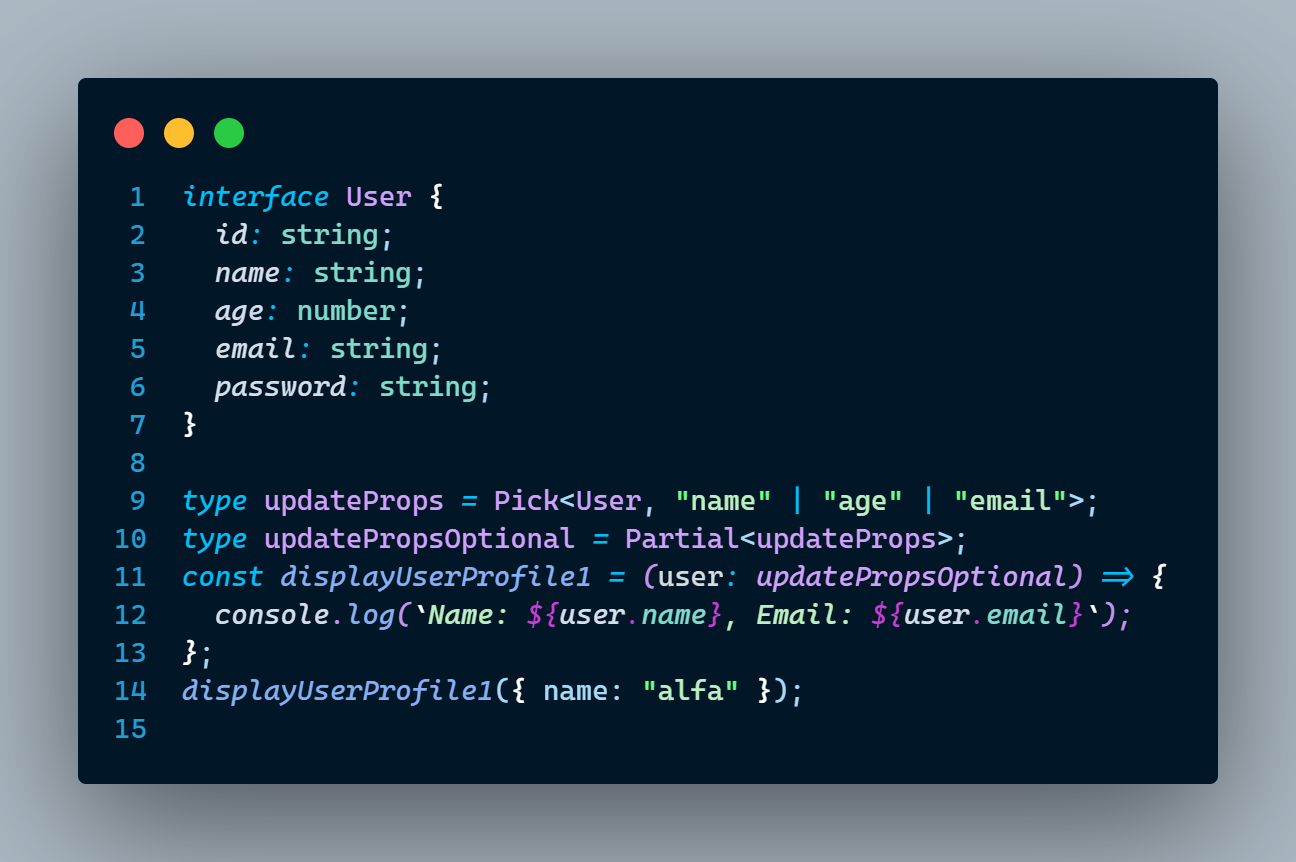 1 interface User {
2   id: string;
3   name: string;
4   age: number;
5   email: string;
6   password: string;
7 }
8
9 type updateProps = Pick<User, "name" | "age" | "email">;
10 type updatePropsOptional = Partial<updateProps>;
11 const displayUserProfile1 = (user: updatePropsOptional) => {
12   console.log(`Name: ${user.name}, Email: ${user.email}`);
13 };
14 displayUserProfile1({ name: "alfa" });
15